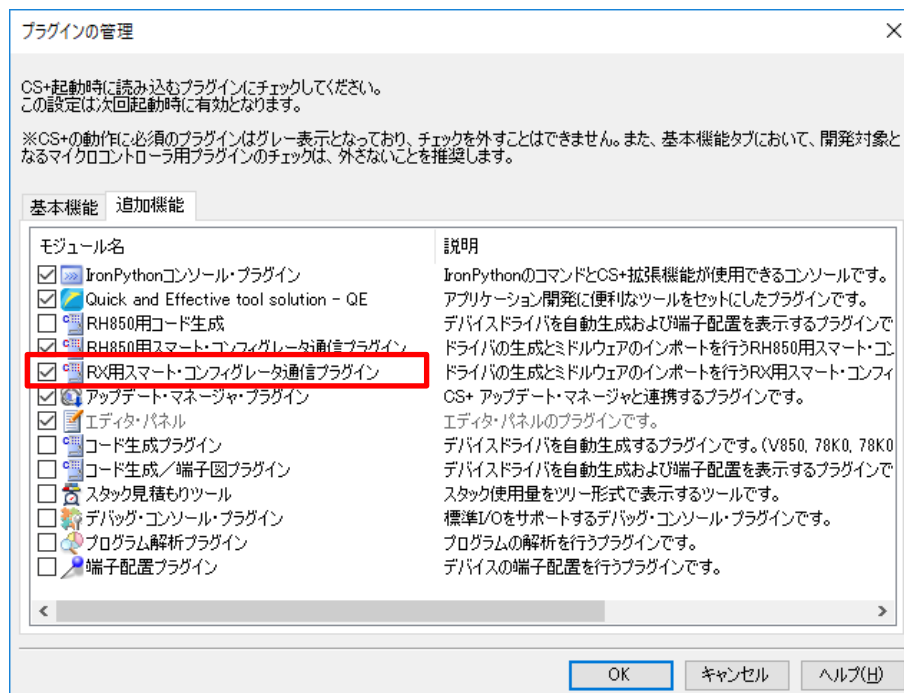 プラグインの管理
CS+起動時に読み込むプラグインにチェックしてください。
この設定は次回起動時に有効となります。
※CS+の動作に必須のプラグインはグレー表示となっており、チェックを外すことはできません。また、基本機能タブにおいて、開発対象と
なるマイクロコントローラ用プラグインのチェックは、外さないことを推奨します。
基本機能 追加機能
モジュール名 説明
IronPythonコンソール・プラグイン IronPythonのコマンドとCS+拡張機能が使用できるコンソールです。
Quick and Effective tool solution - QE アプリケーション開発に便利なツールをセットにしたプラグインです。
RH850用コード生成 デバイスドライバを自動生成および端子配置を表示するプラグインで
RH850用スマート・コンフィグレータ通信プラグイン ドライバの生成とミドルウェアのインポートを行うRH850用スマート・コン
RX用スマート・コンフィグレータ通信プラグイン ドライバの生成とミドルウェアのインポートを行うRX用スマート・コンフィ
アップデート・マネージャ・プラグイン CS+ アップデート・マネージャと連携するプラグインです。
エディタ・パネル エディタ・パネルのプラグインです。
コード生成プラグイン デバイスドライバを自動生成するプラグインです。(V850, 78K0, 78K0
コード生成／端子図プラグイン デバイスドライバを自動生成および端子配置を表示するプラグインで
スタック見積もりツール スタック使用量をツリー形式で表示するツールです。
デバッグ・コンソール・プラグイン 標準I/Oをサポートするデバッグ・コンソール・プラグインです。
プログラム解析プラグイン プログラムの解析を行うプラグインです。
端子配置プラグイン デバイスの端子配置を行うプラグインです。
OK キャンセル ヘルプ(H)